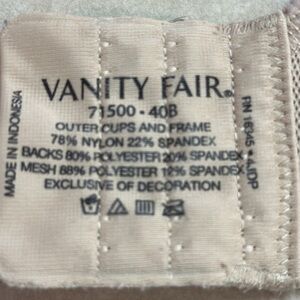 VANITY FAIR®
71500 - 40B
OUTER CUPS AND FRAME
78% NYLON 22% SPANDEX
BACKS 80% POLYESTER 20% SPANDEX
MESH 88% POLYESTER 12% SPANDEX
EXCLUSIVE OF DECORATION
MADE IN INDONESIA
RN 16345